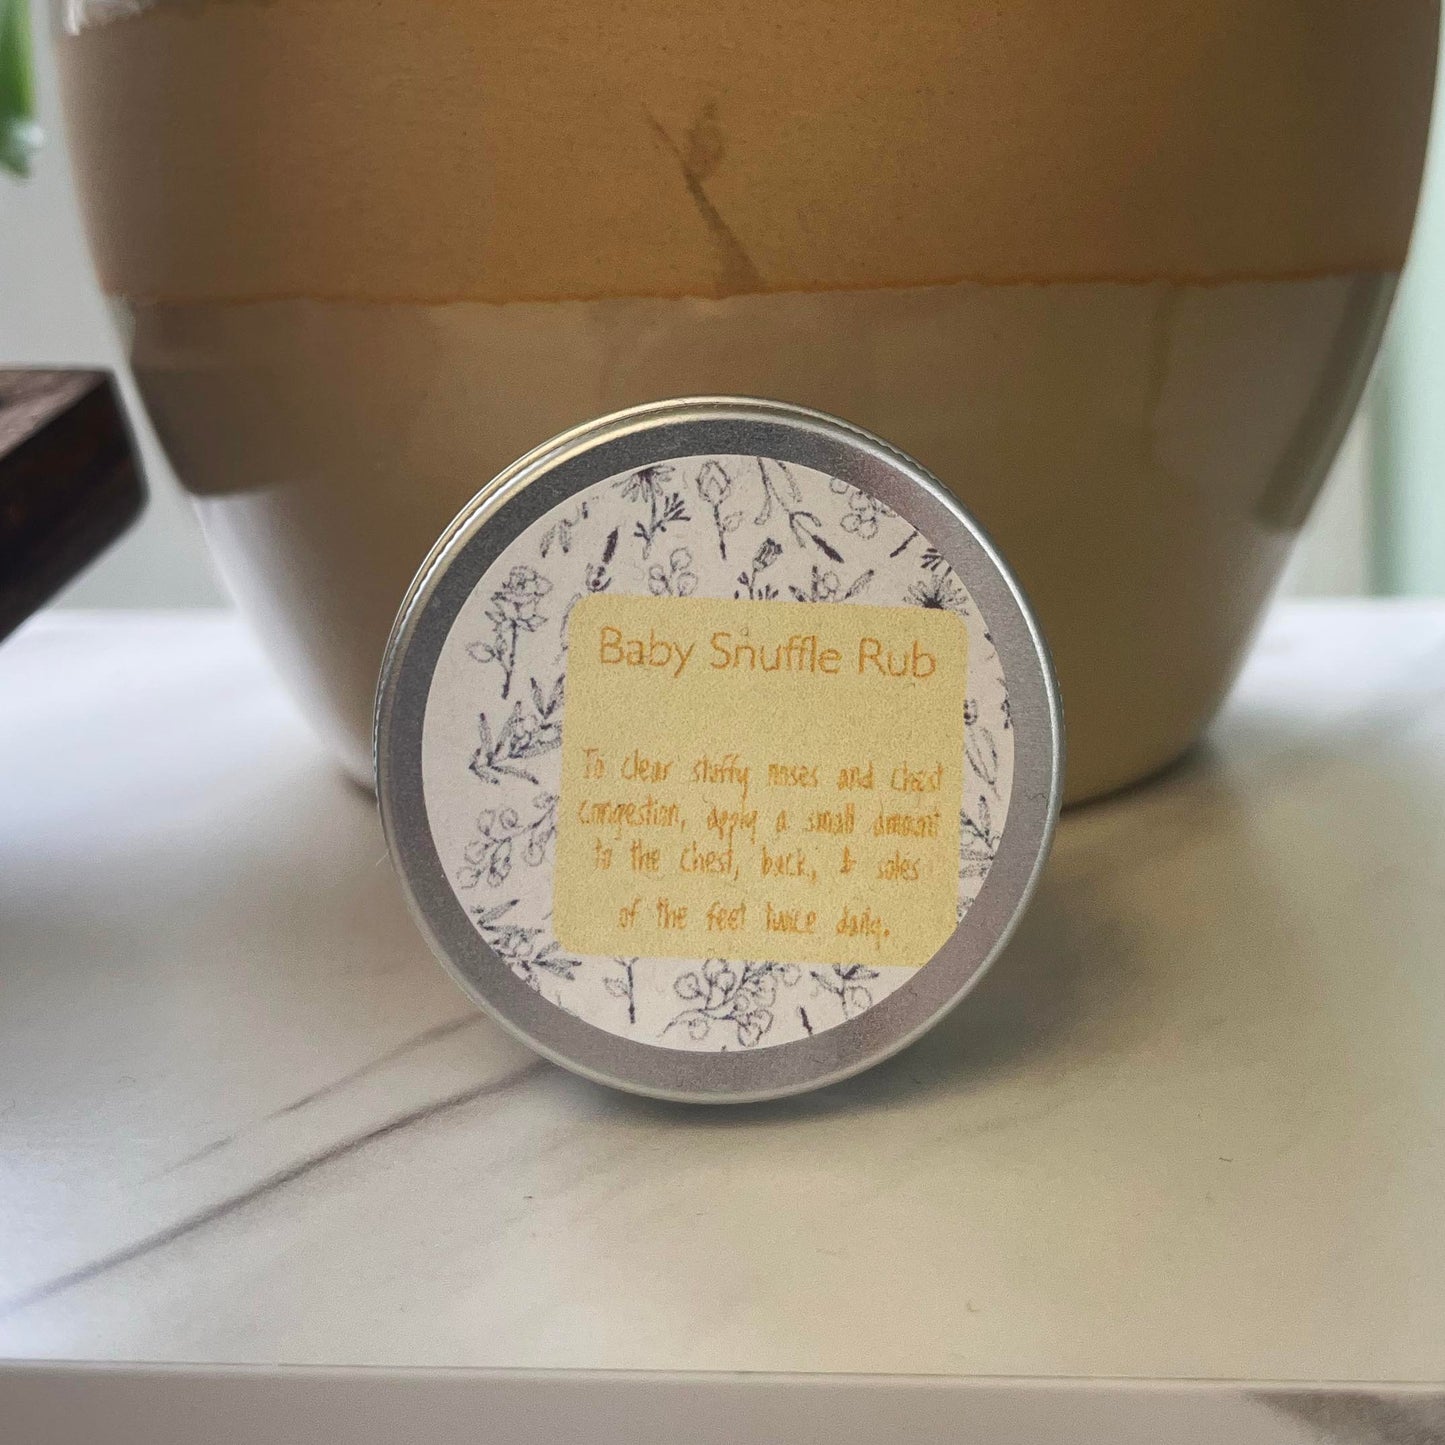 Baby Snuffle Rub
To clear stuffy noses and chest
congestion, apply a small amount
to the chest, back, & soles
of the feet twice daily.